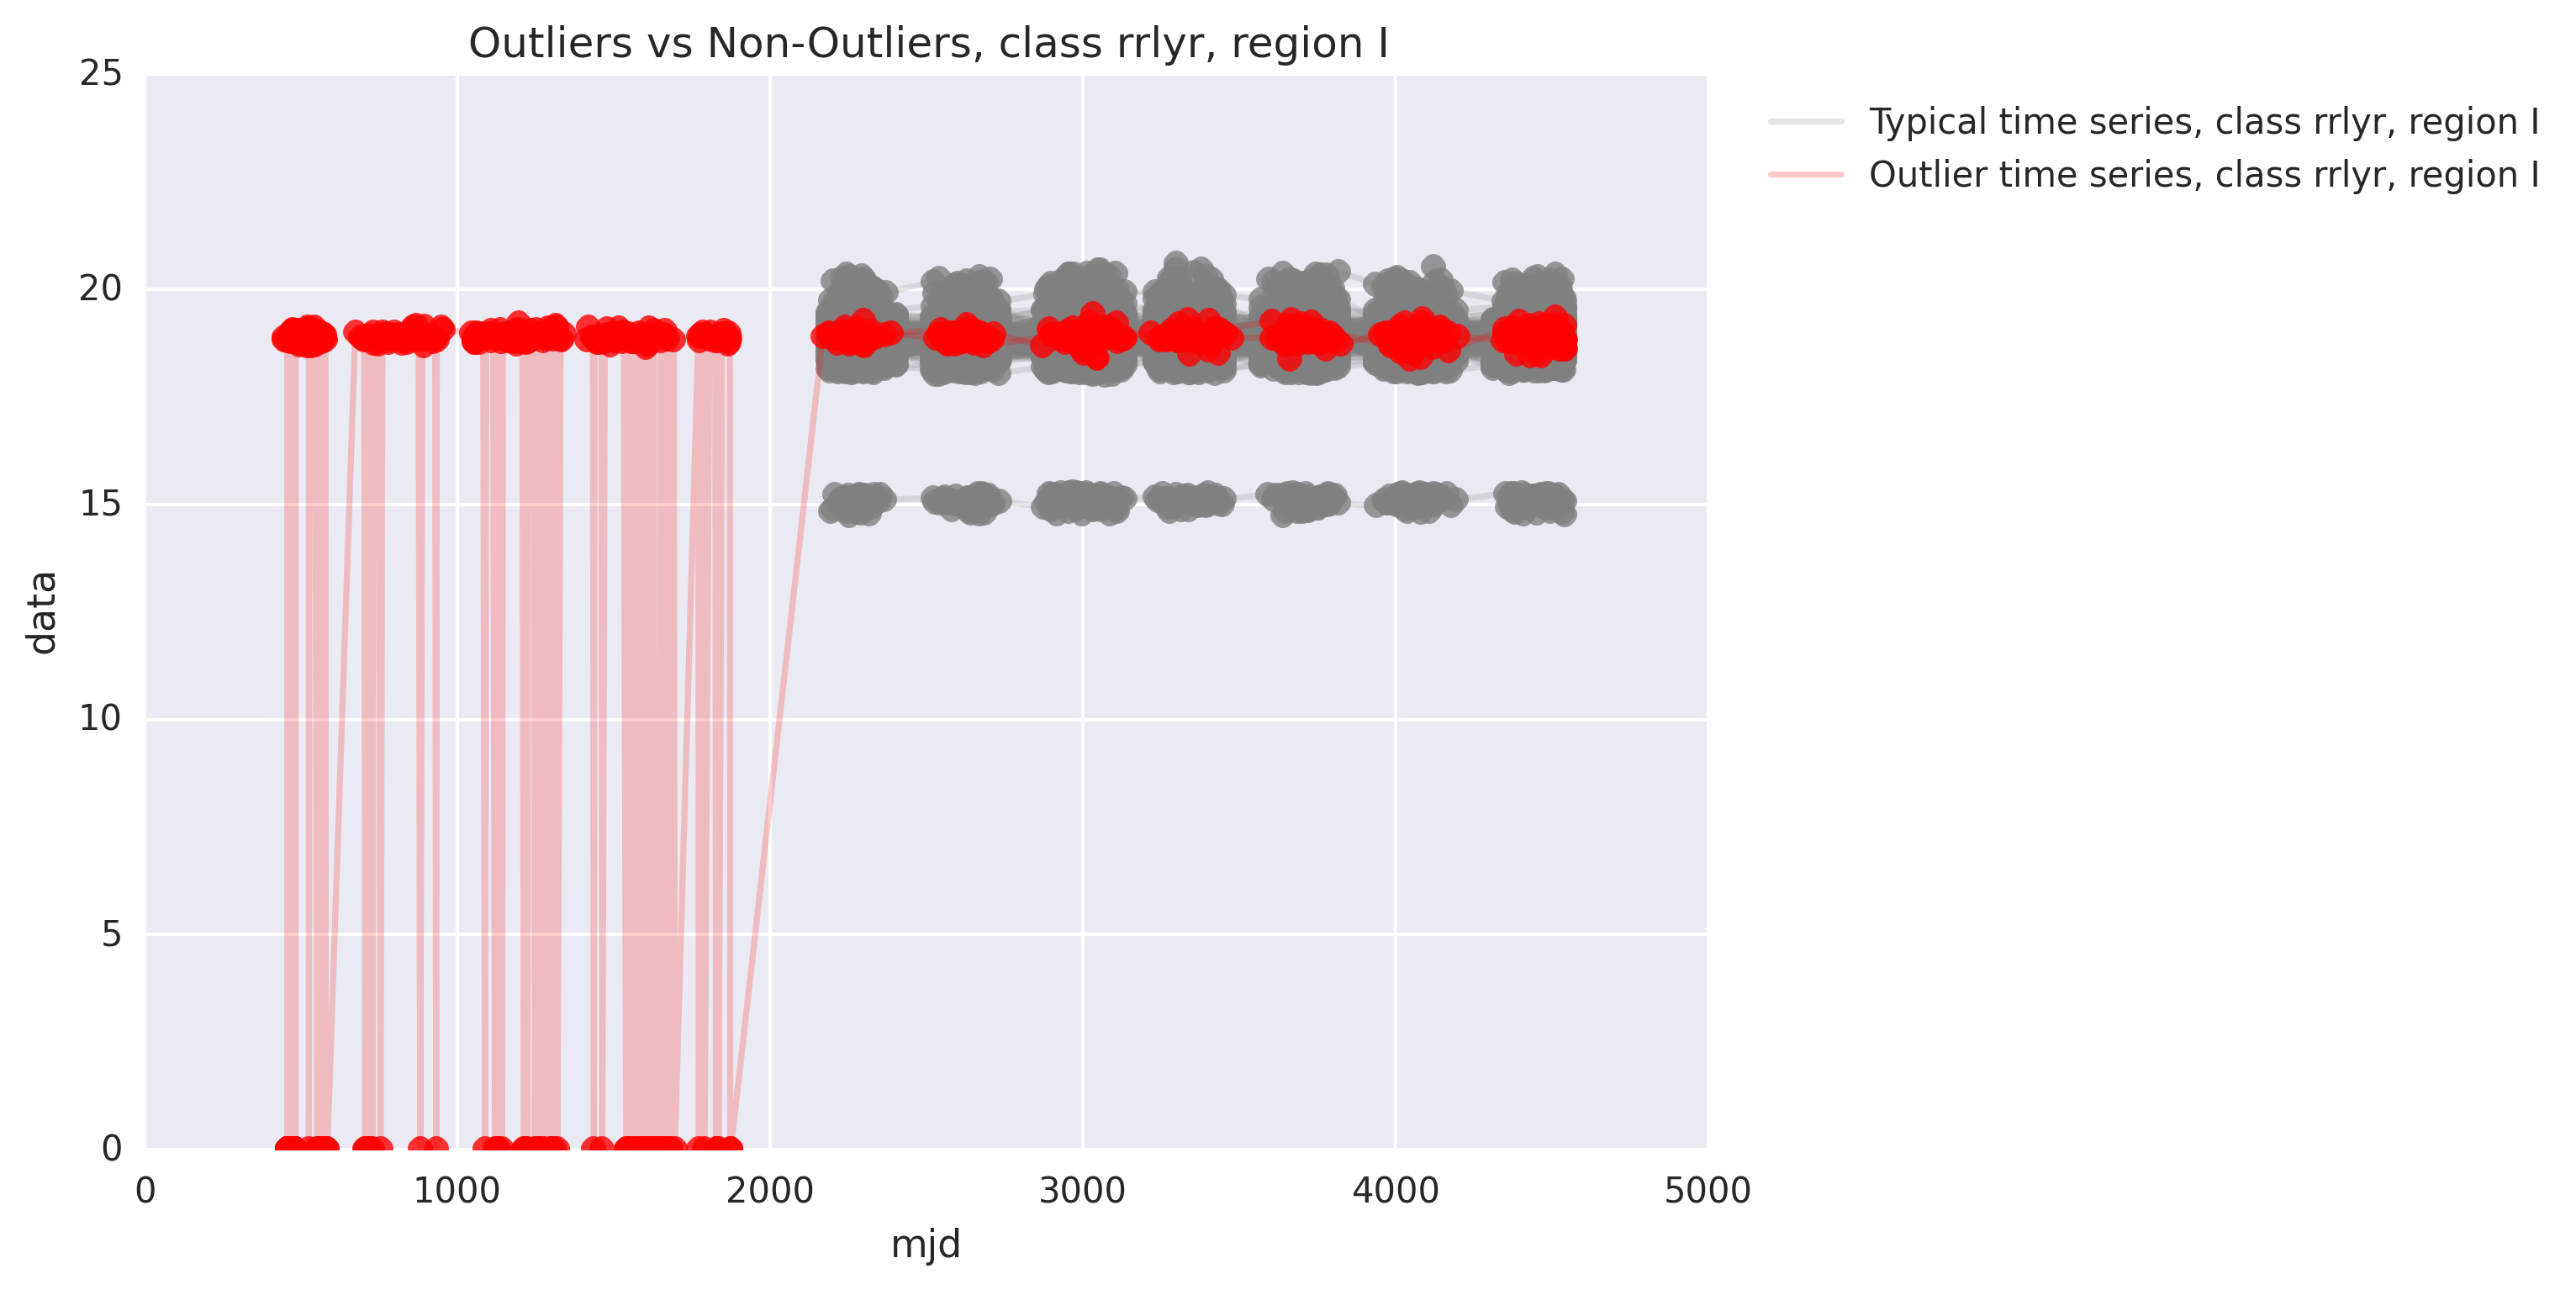 Outliers vs Non-Outliers, class rrlyr, region I
25
20
15
10
5
0
data
0 1000 2000 3000 4000 5000
mjd
Typical time series, class rrlyr, region I
Outlier time series, class rrlyr, region I